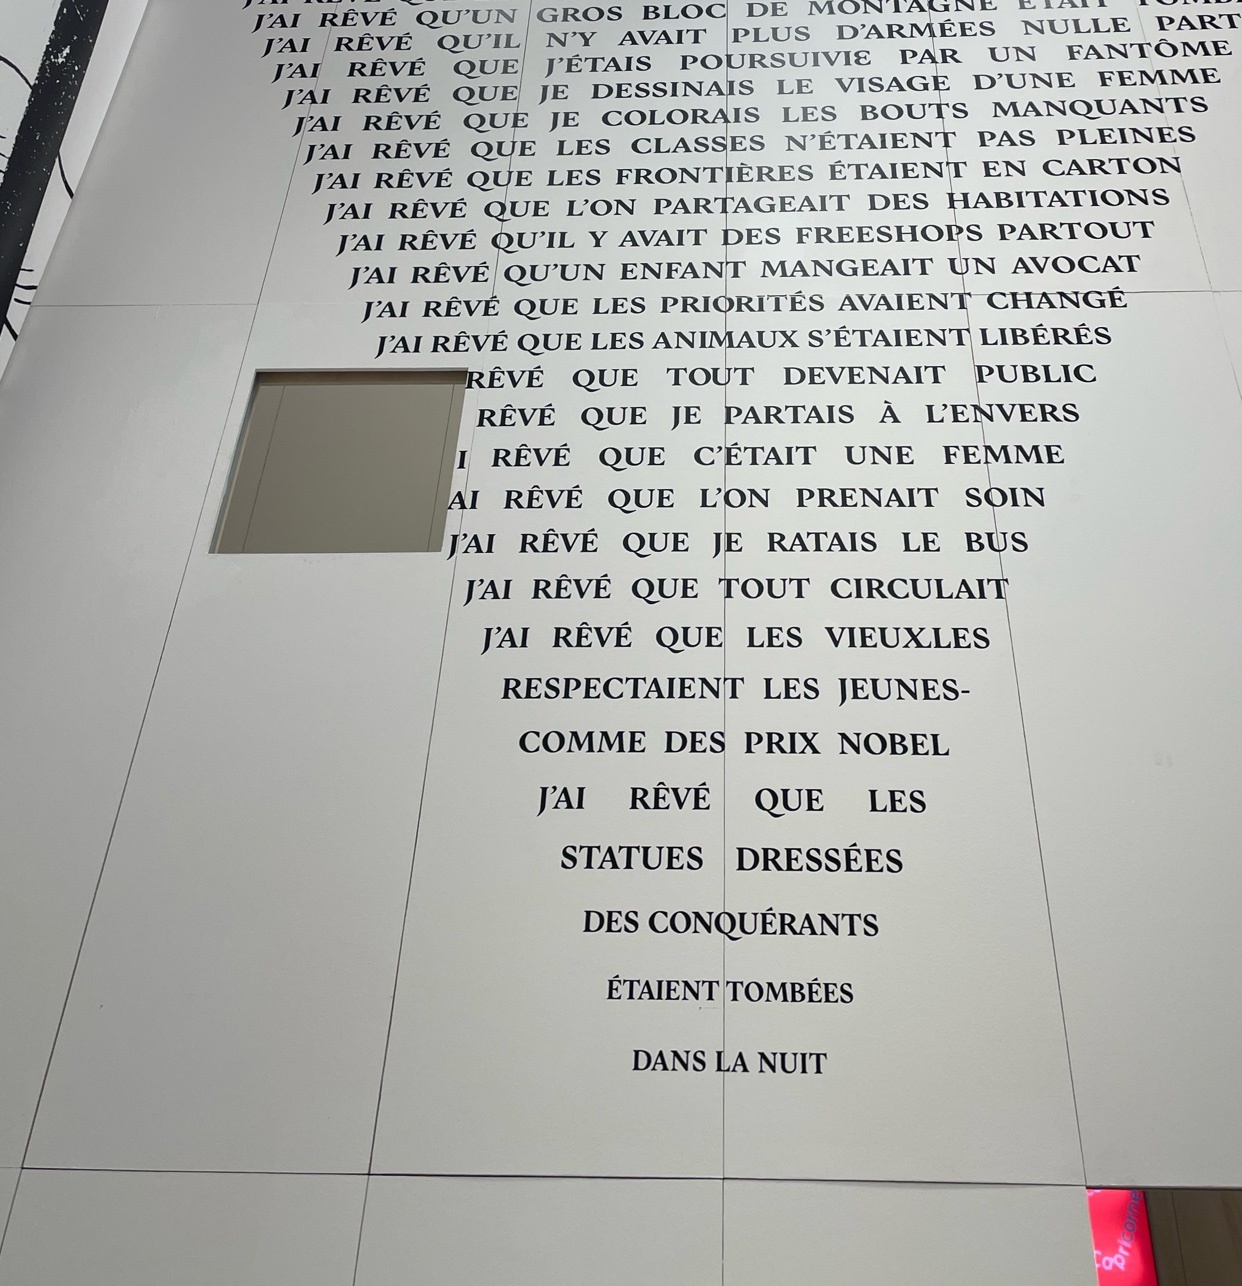 J'AI RÊVÉ QU'UN GROS BLOC DE MONTAGNE ÉTAIT
J'AI RÊVÉ QU'IL N'Y AVAIT PLUS D'ARMÉES NULLE PART
J'AI RÊVÉ QUE J'ÉTAIS POURSUIVIE PAR UN FANTÔME
J'AI RÊVÉ QUE JE DESSINAIS LE VISAGE D'UNE FEMME
J'AI RÊVÉ QUE JE COLORAIS LES BOUTS MANQUANTS
J'AI RÊVÉ QUE LES CLASSES N'ÉTAIENT PAS PLEINES
J'AI RÊVÉ QUE LES FRONTIÈRES ÉTAIENT EN CARTON
J'AI RÊVÉ QUE L'ON PARTAGEAIT DES HABITATIONS
J'AI RÊVÉ QU'IL Y AVAIT DES FREESHOPS PARTOUT
J'AI RÊVÉ QU'UN ENFANT MANGEAIT UN AVOCAT
J'AI RÊVÉ QUE LES PRIORITÉS AVAIENT CHANGÉ
J'AI RÊVÉ QUE LES ANIMAUX S'ÉTAIENT LIBÉRÉS
RÊVÉ QUE TOUT DEVENAIT PUBLIC
RÊVÉ QUE JE PARTAIS À L'ENVERS
I RÊVÉ QUE C'ÉTAIT UNE FEMME
AI RÊVÉ QUE L'ON PRENAIT SOIN
J'AI RÊVÉ QUE JE RATAIS LE BUS
J'AI RÊVÉ QUE TOUT CIRCULAIT
J'AI RÊVÉ QUE LES VIEUXLES
RESPECTAIENT LES JEUNES-
COMME DES PRIX NOBEL
J'AI RÊVÉ QUE LES
STATUES DRESSÉES
DES CONQUÉRANTS
ÉTAIENT TOMBÉES
DANS LA NUIT